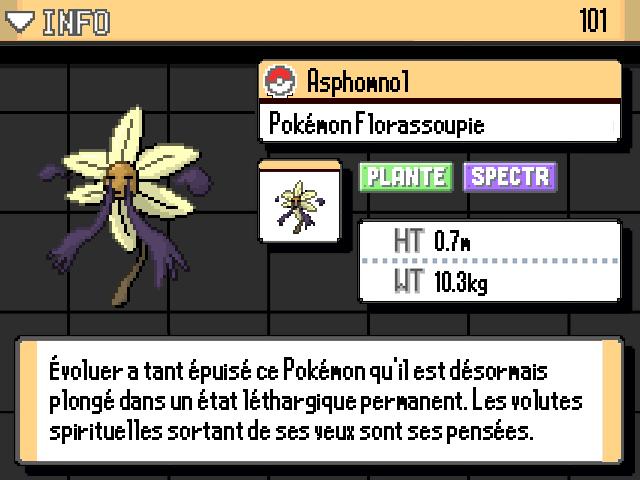 INFO
101
Asphomnol
Pokémon Florassoupie
PLANTE SPECTR
HT 0.7m
WT 10.3kg
Évoluer a tant épuisé ce Pokémon qu'il est désormais
plongé dans un état léthargique permanent. Les volutes
spirituelles sortant de ses yeux sont ses pensées.